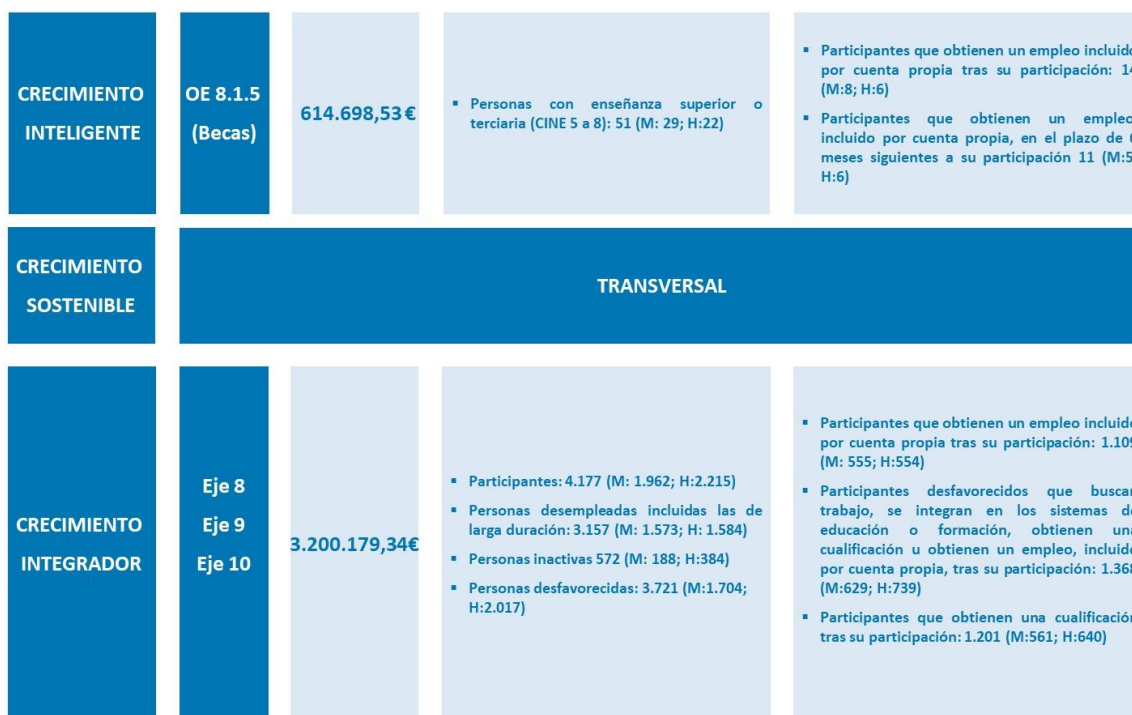 CRECIMIENTO
INTELIGENTE
OE 8.1.5
(Becas)
614.698,53 €
▪ Personas con enseñanza superior o
terciaria (CINE 5 a 8): 51 (M: 29; H:22)
▪ Participantes que obtienen un empleo
por cuenta propia tras su participación:
(M:8; H:6)
▪ Participantes que obtienen un empleo
incluido por cuenta propia, en el plazo de
meses siguientes a su participación 11
H:6)
CRECIMIENTO
SOSTENIBLE
TRANSVERSAL
CRECIMIENTO
INTEGRADOR
Eje 8
Eje 9
Eje 10
3.200.179,34€
▪ Participantes: 4.177 (M: 1.962; H:2.215)
▪ Personas desempleadas incluidas las de
larga duración: 3.157 (M: 1.573; H: 1.584)
▪ Personas inactivas 572 (M: 188; H:384)
▪ Personas desfavorecidas: 3.721 (M:1.704;
H:2.017)
▪ Participantes que obtienen un empleo
por cuenta propia tras su participación:
(M: 555; H:554)
▪ Participantes desfavorecidos que
trabajo, se integran en los sistemas
educación o formación, obtienen
cualificación u obtienen un empleo,
por cuenta propia, tras su participación:
(M:629; H:739)
▪ Participantes que obtienen una
tras su participación: 1.201 (M:561; H:640)